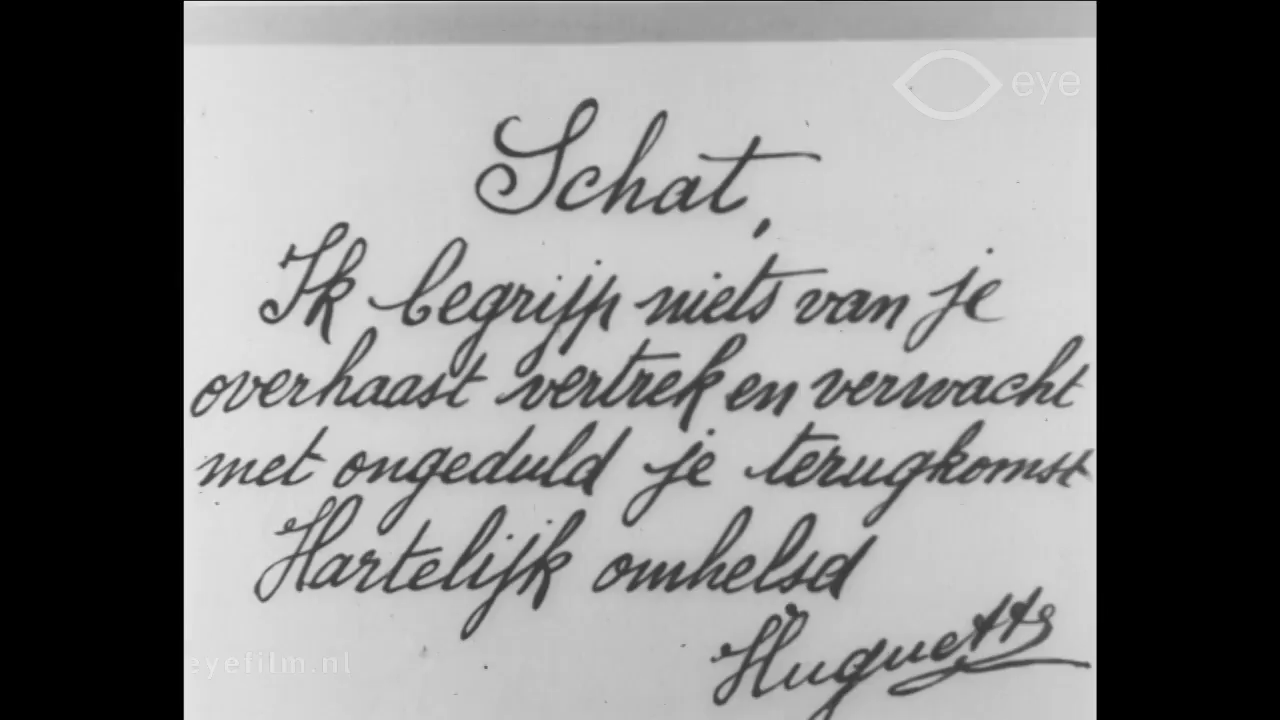 eye
Schat,
Ik begrijp niets van je
overhaast vertrek en verwacht
met ongeduld je terugkomst
Hartelijk omhelsd
Huguette
eyefilm.nl